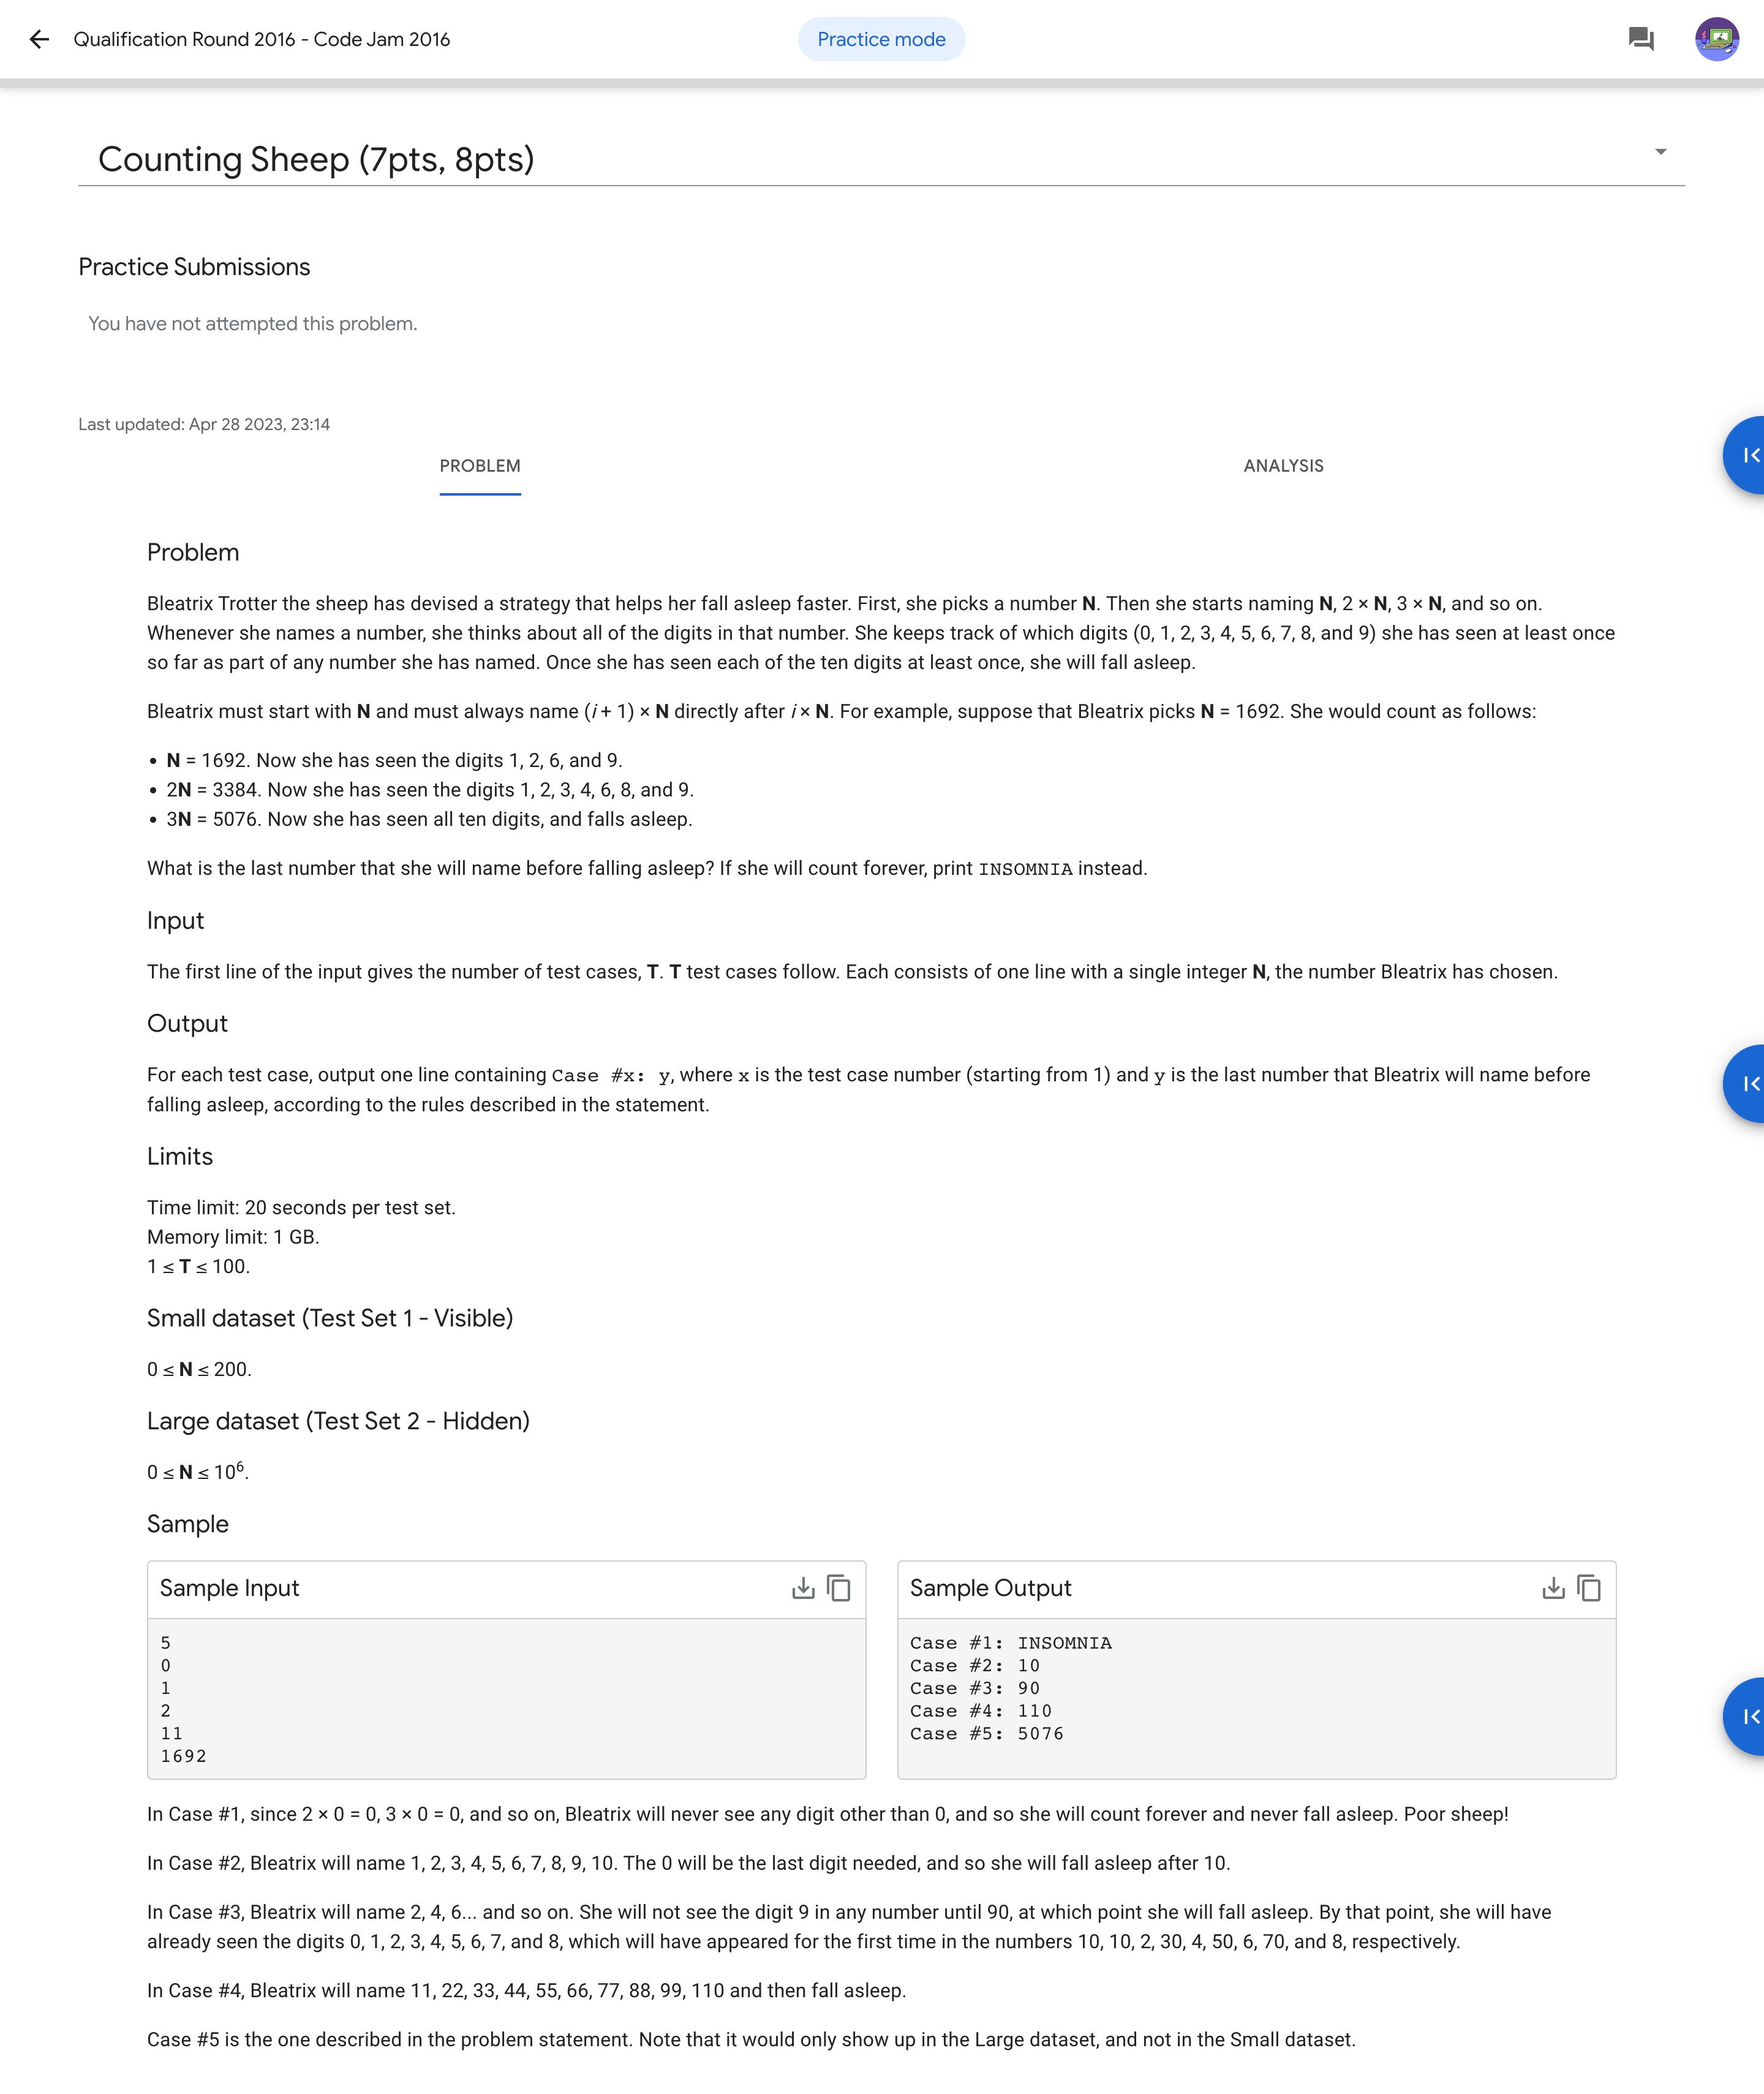 Qualification Round 2016 - Code Jam 2016
Practice mode
Counting Sheep (7pts, 8pts)
Practice Submissions
You have not attempted this problem.
Last updated: Apr 28 2023, 23:14
PROBLEM
ANALYSIS
Problem
Bleatrix Trotter the sheep has devised a strategy that helps her fall asleep faster. First, she picks a number N. Then she starts naming N, 2 × N, 3 × N, and so on.
Whenever she names a number, she thinks about all of the digits in that number. She keeps track of which digits (0, 1, 2, 3, 4, 5, 6, 7, 8, and 9) she has seen at least once
so far as part of any number she has named. Once she has seen each of the ten digits at least once, she will fall asleep.
Bleatrix must start with N and must always name (i + 1) × N directly after i × N. For example, suppose that Bleatrix picks N = 1692. She would count as follows:
• N = 1692. Now she has seen the digits 1, 2, 6, and 9.
• 2N = 3384. Now she has seen the digits 1, 2, 3, 4, 6, 8, and 9.
• 3N = 5076. Now she has seen all ten digits, and falls asleep.
What is the last number that she will name before falling asleep? If she will count forever, print INSOMNIA instead.
Input
The first line of the input gives the number of test cases, T. T test cases follow. Each consists of one line with a single integer N, the number Bleatrix has chosen.
Output
For each test case, output one line containing Case #x: y, where x is the test case number (starting from 1) and y is the last number that Bleatrix will name before
falling asleep, according to the rules described in the statement.
Limits
Time limit: 20 seconds per test set.
Memory limit: 1 GB.
1 ≤ T ≤ 100.
Small dataset (Test Set 1 - Visible)
0 ≤ N ≤ 200.
Large dataset (Test Set 2 - Hidden)
0 ≤ N ≤ 10⁶.
Sample
Sample Input
5
0
1
2
11
1692
Sample Output
Case #1: INSOMNIA
Case #2: 10
Case #3: 90
Case #4: 110
Case #5: 5076
In Case #1, since 2 × 0 = 0, 3 × 0 = 0, and so on, Bleatrix will never see any digit other than 0, and so she will count forever and never fall asleep. Poor sheep!
In Case #2, Bleatrix will name 1, 2, 3, 4, 5, 6, 7, 8, 9, 10. The 0 will be the last digit needed, and so she will fall asleep after 10.
In Case #3, Bleatrix will name 2, 4, 6... and so on. She will not see the digit 9 in any number until 90, at which point she will fall asleep. By that point, she will have
already seen the digits 0, 1, 2, 3, 4, 5, 6, 7, and 8, which will have appeared for the first time in the numbers 10, 10, 2, 30, 4, 50, 6, 70, and 8, respectively.
In Case #4, Bleatrix will name 11, 22, 33, 44, 55, 66, 77, 88, 99, 110 and then fall asleep.
Case #5 is the one described in the problem statement. Note that it would only show up in the Large dataset, and not in the Small dataset.